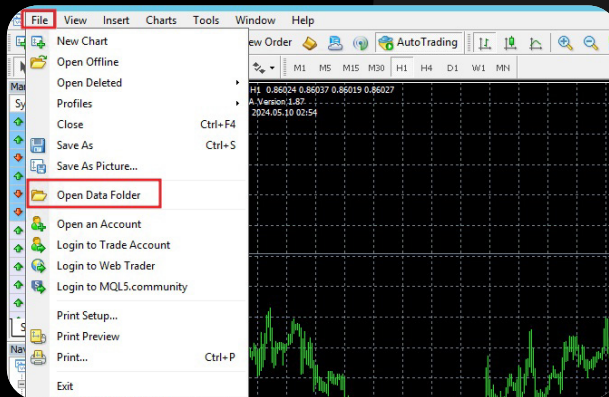 File View Insert Charts Tools Window Help
New Chart
ew Order AutoTrading
Open Offline
M1 M5 M15 M30 H1 H4 D1 W1 MN
Open Deleted
H1 0.86024 0.86037 0.86019 0.86027
Profiles
A Version 1.87
2024.05.10 02:54
Close Ctrl+F4
Save As Ctrl+S
Save As Picture...
Open Data Folder
Open an Account
Login to Trade Account
Login to Web Trader
Login to MQL5.community
Print Setup...
Print Preview
Print... Ctrl+P
Exit
Mar
Sy
S
Nav